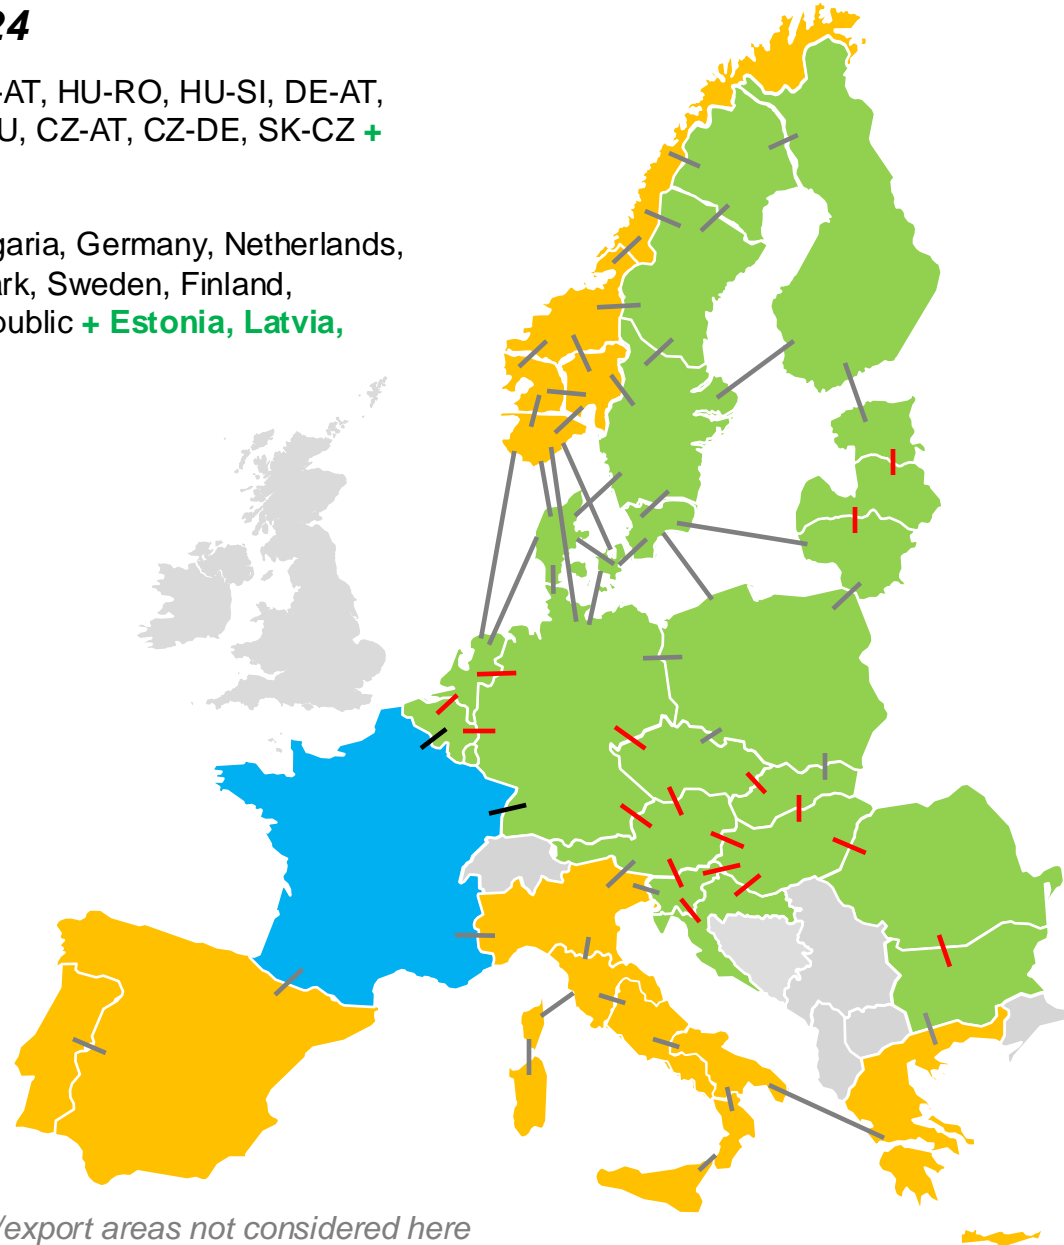 24
-AT, HU-RO, HU-SI, DE-AT,
U, CZ-AT, CZ-DE, SK-CZ +
garia, Germany, Netherlands,
ark, Sweden, Finland,
public + Estonia, Latvia,
/export areas not considered here